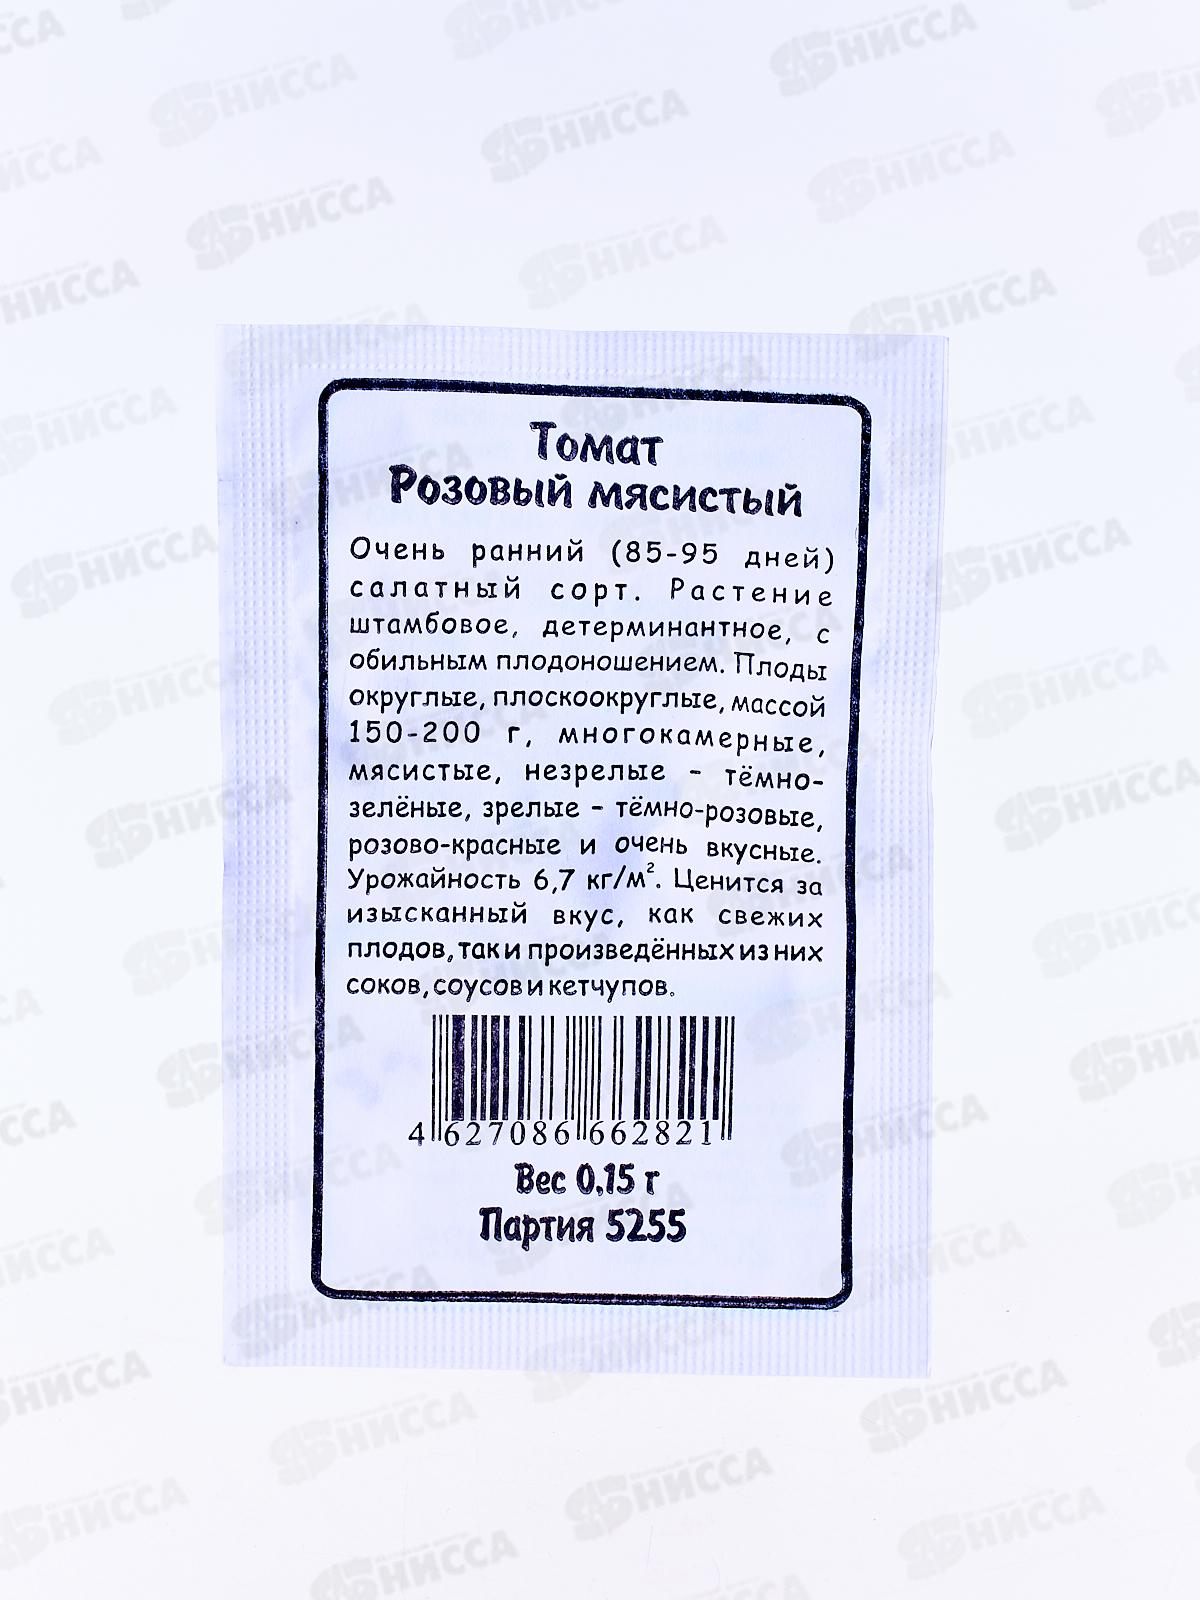 Томат
Розовый мясистый
Очень ранний (85-95 дней)
салатный сорт. Растение
штамбовое, детерминантное, с
обильным плодоношением. Плоды
округлые, плоскоокруглые, массой
150-200 г, многокамерные,
мясистые, незрелые - тёмно-
зелёные, зрелые - тёмно-розовые,
розово-красные и очень вкусные.
Урожайность 6,7 кг/м². Ценится за
изысканный вкус, как свежих
плодов, так и произведённых из них
соков, соусов и кетчупов.
4 627086 662821
Вес 0,15 г
Партия 5255